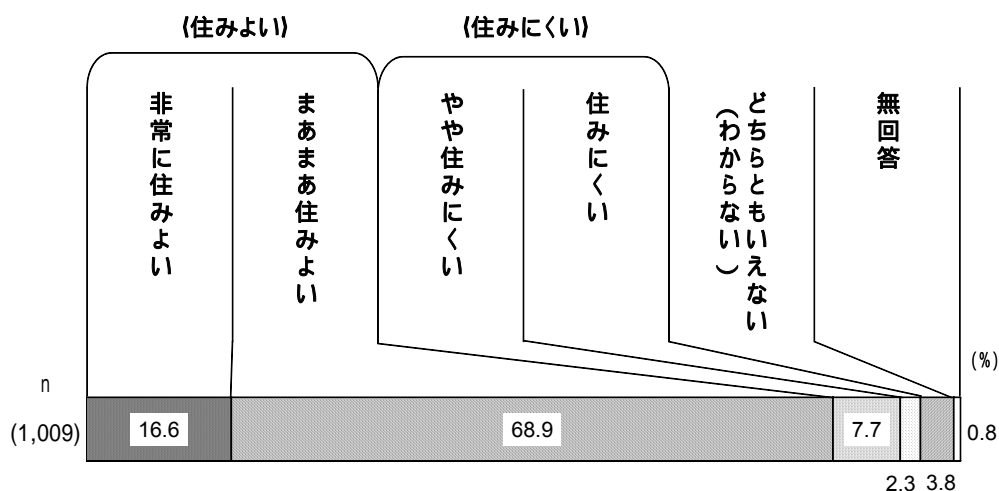 (住みよい)
(住みにくい)
非常に住みよい
まあまあ住みよい
やや住みにくい
住みにくい
どちらともいえない
(わからない)
無回答
(%)
n
(1,009)
16.6
68.9
7.7
2.3
3.8
0.8